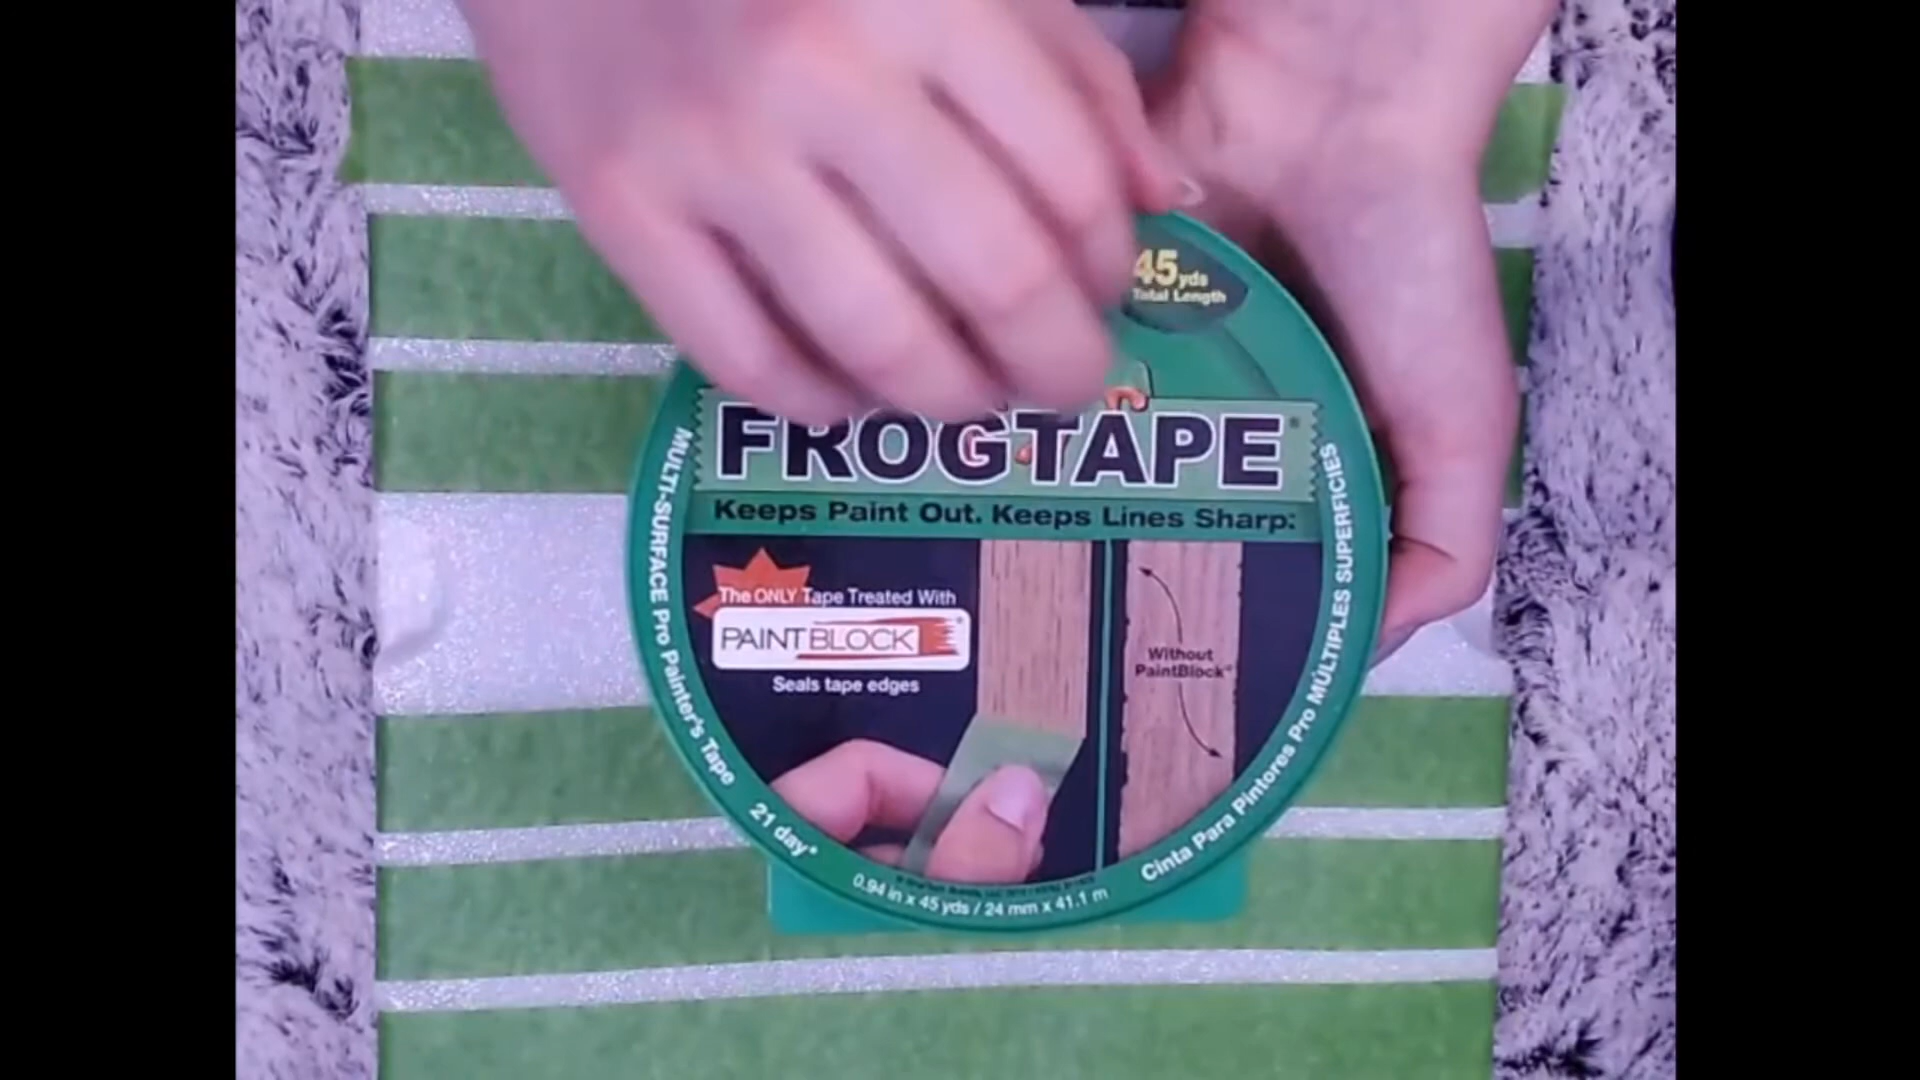 45 yds
Total Length
FROGTAPE®
Keeps Paint Out. Keeps Lines Sharp.
The ONLY Tape Treated With
PAINTBLOCK®
Seals tape edges
Without
PaintBlock®
MULTI-SURFACE Pro Painter's Tape
21 day*
0.94 in x 45 yds / 24 mm x 41.1 m
Cinta Para Pintores Pro MÚLTIPLES SUPERFICIES